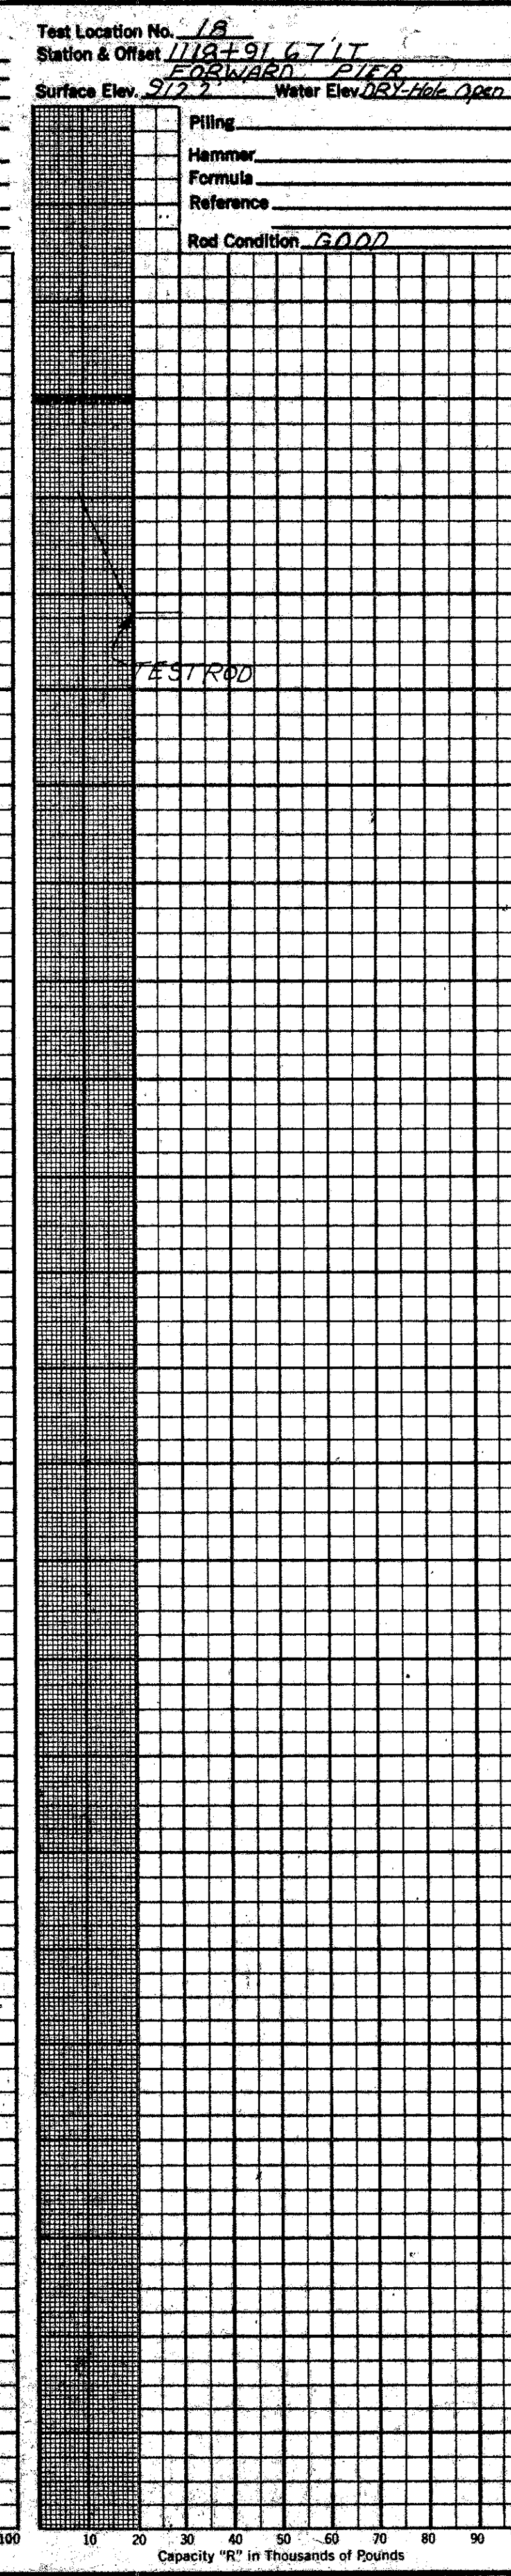 Test Location No. 18
Station & Offset 1119+91 67' LT
FORWARD PIER
Surface Elev. 912.2' Water Elev. DRY-Hole Open
Piling
Hammer
Formula
Reference
Rod Condition GOOD
TEST ROD
100 10 20 30 40 50 60 70 80 90
Capacity "R" in Thousands of Pounds